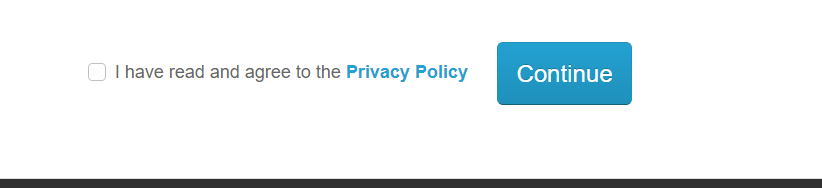 I have read and agree to the Privacy Policy
Continue